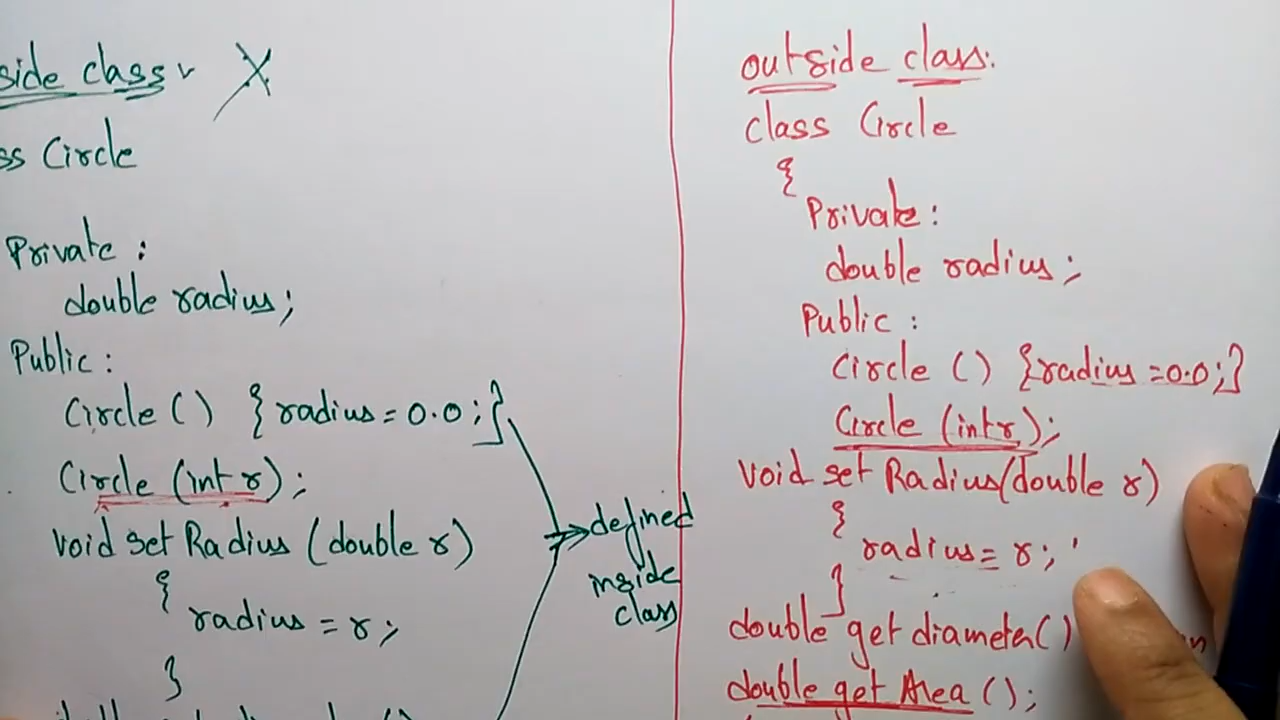 side class
ss Circle
Private :
double radius ;
Public :
Circle ( ) { radius = 0.0 ; }
Circle (int r) ;
void set Radius (double r)
{
radius = r ;
}
defined
inside
class
outside class:
class Circle
{
Private :
double radius ;
Public :
Circle ( ) {radius = 0.0 ; }
Circle (int r) ;
void set Radius(double r)
{
radius = r ;
}
double get diameter( )
double get Area ( ) ;